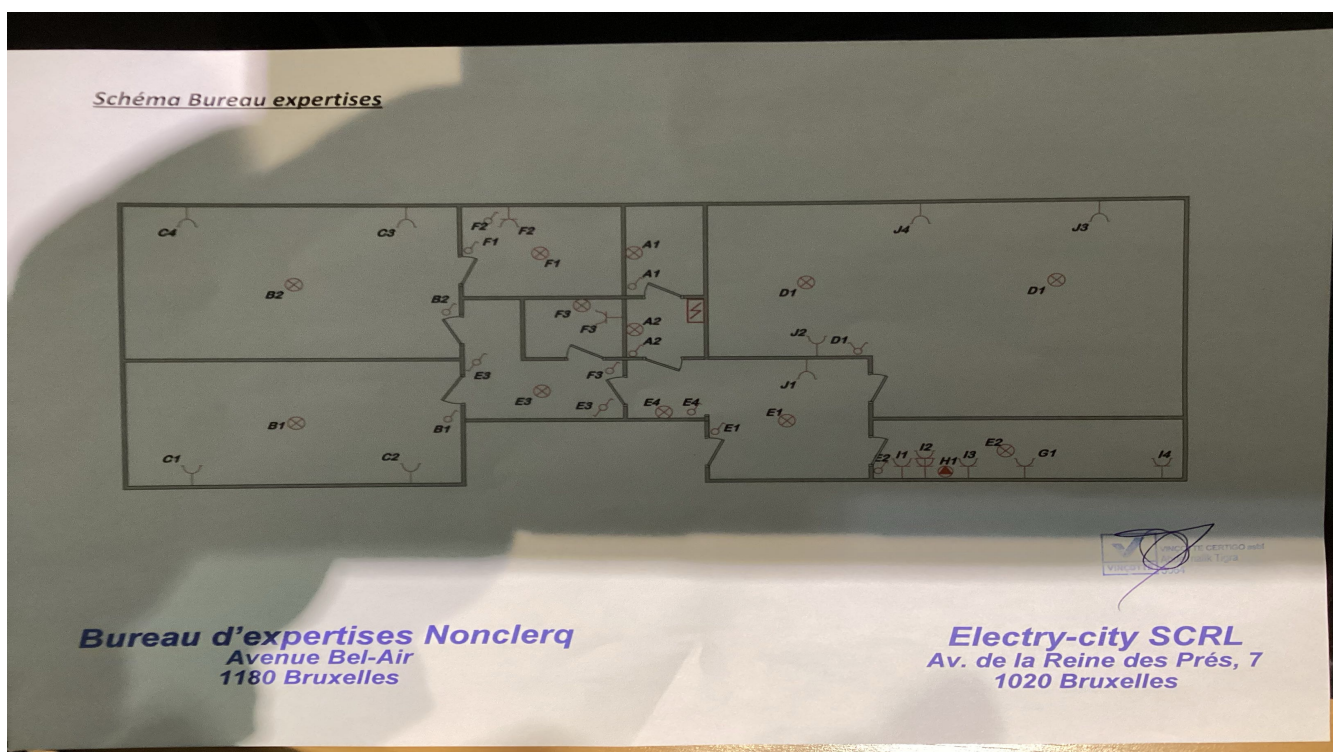 Schéma Bureau expertises
C4
C3
F2
F2
F1
F1
A1
A1
J4
J3
B2
B2
F3
F3
A2
A2
D1
D1
J2
D1
E3
F3
J1
E3
E3
E4
E4
E1
E1
B1
B1
C1
C2
E2
I1
I2
H1
I3
E2
G1
I4
VINÇOTTE
Bureau d'expertises Nonclerq
Avenue Bel-Air
1180 Bruxelles
Electry-city SCRL
Av. de la Reine des Prés, 7
1020 Bruxelles